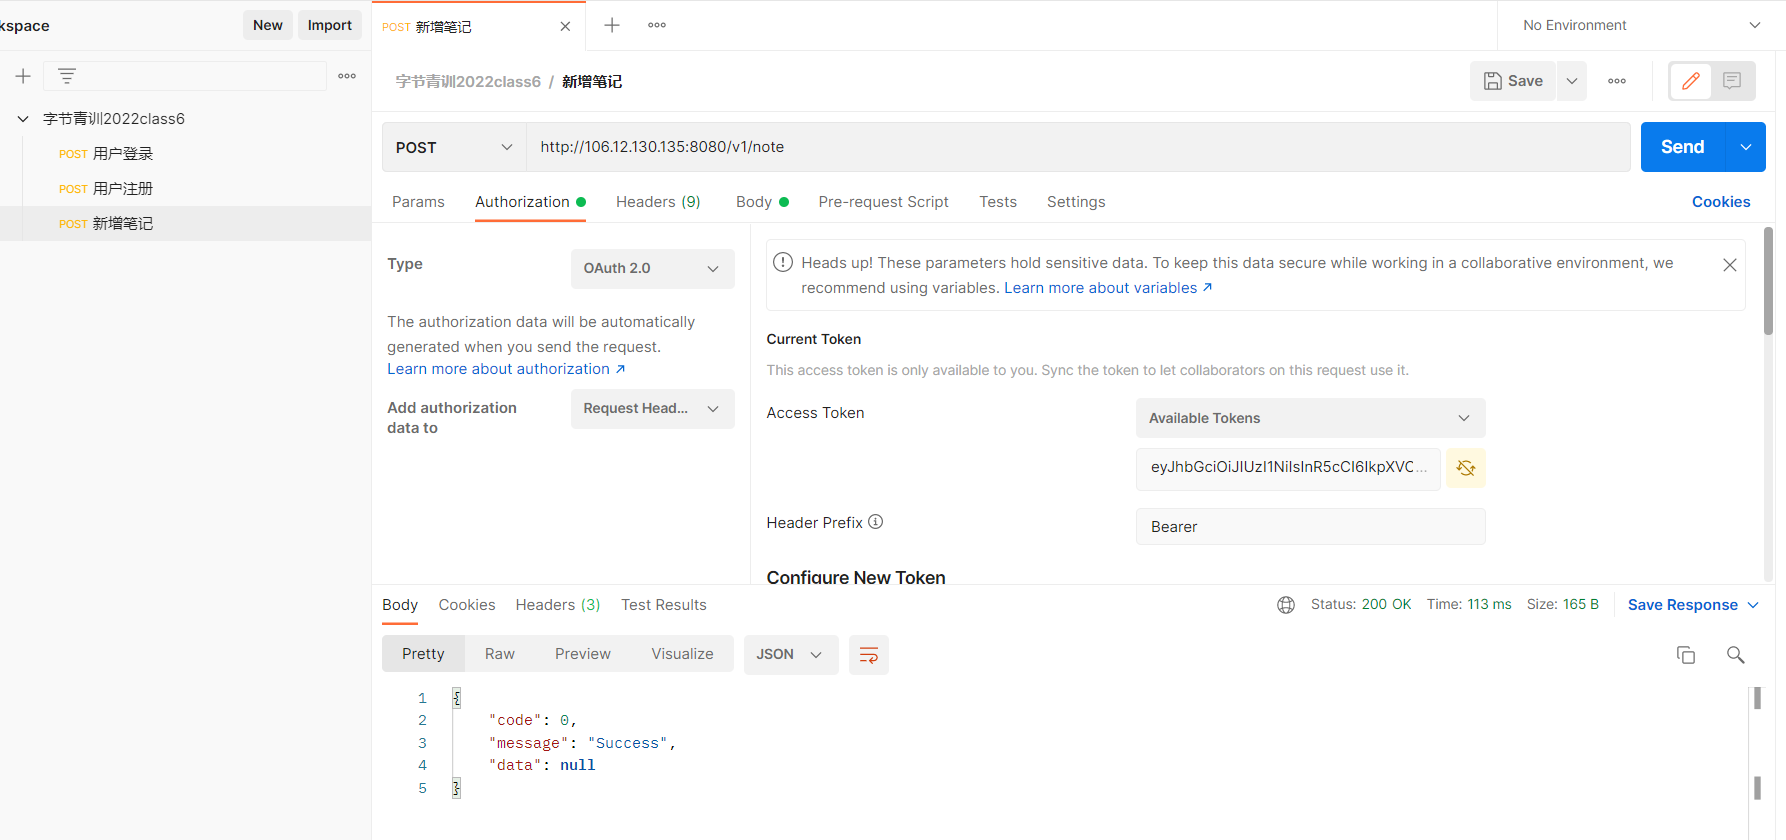 kspace
New
Import
POST 新增笔记
No Environment
字节青训2022class6 / 新增笔记
Save
字节青训2022class6
POST 用户登录
POST 用户注册
POST 新增笔记
POST
http://106.12.130.135:8080/v1/note
Send
Params
Authorization
Headers (9)
Body
Pre-request Script
Tests
Settings
Cookies
Type
OAuth 2.0
The authorization data will be automatically
generated when you send the request.
Learn more about authorization ↗
Add authorization
data to
Request Head...
Heads up! These parameters hold sensitive data. To keep this data secure while working in a collaborative environment, we
recommend using variables. Learn more about variables ↗
Current Token
This access token is only available to you. Sync the token to let collaborators on this request use it.
Access Token
Available Tokens
eyJhbGciOiJIUzI1NiIsInR5cCI6IkpXVC...
Header Prefix
Bearer
Configure New Token
Body
Cookies
Headers (3)
Test Results
Status: 200 OK
Time: 113 ms
Size: 165 B
Save Response
Pretty
Raw
Preview
Visualize
JSON
1 {
2 "code": 0,
3 "message": "Success",
4 "data": null
5 }